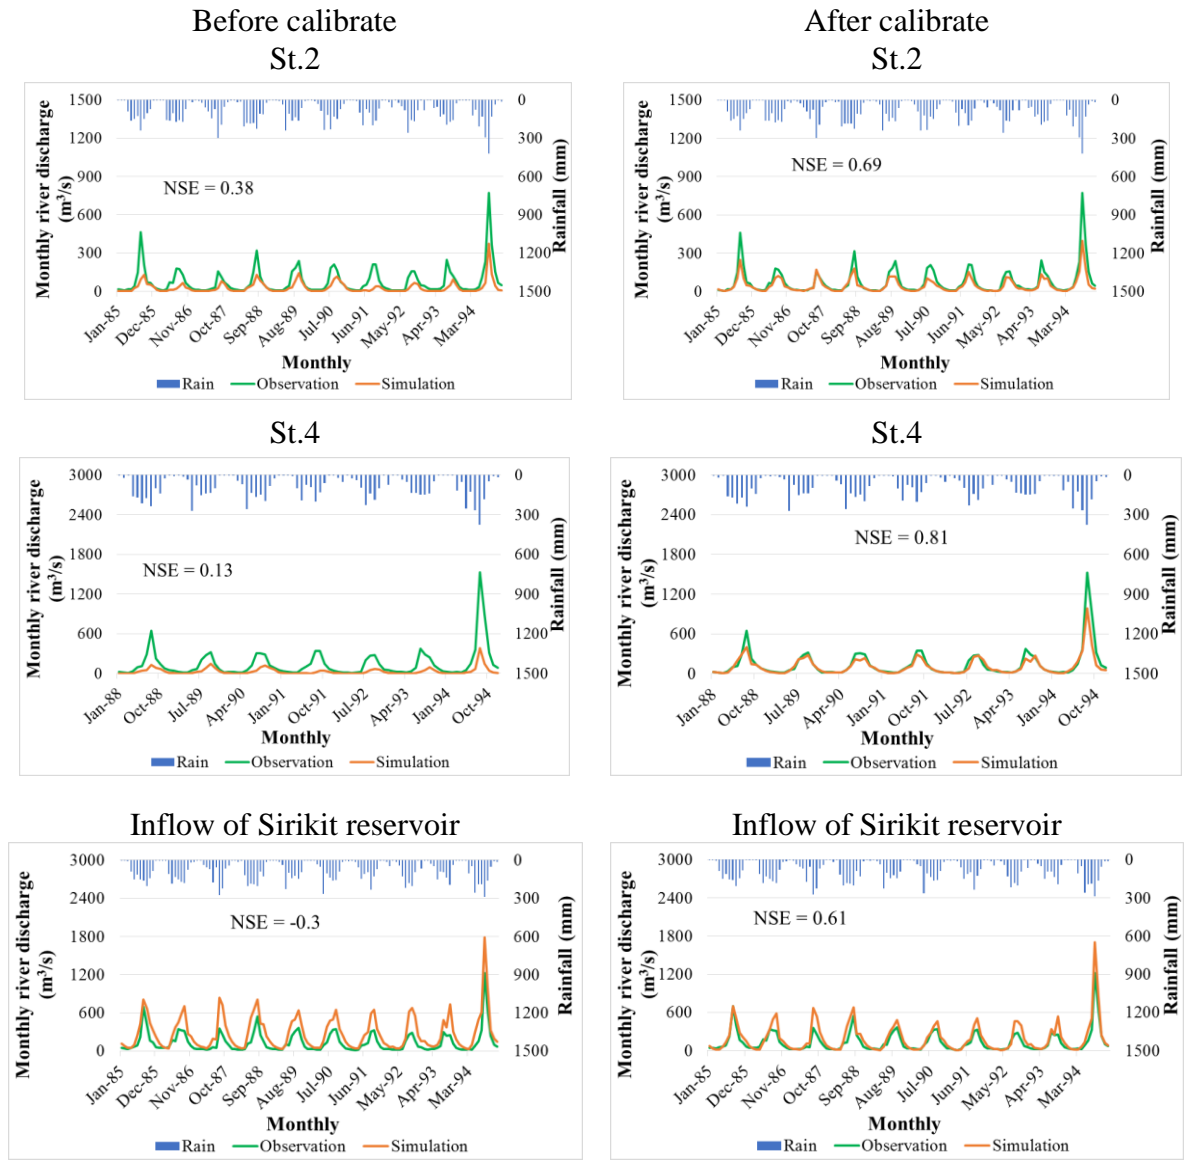 Before calibrate
St.2
Monthly river discharge
(m³/s)
1500
1200
900
600
300
0
NSE = 0.38
0
300
600
900
1200
1500
Rainfall (mm)
Jan-85
Dec-85
Nov-86
Oct-87
Sep-88
Aug-89
Jul-90
Jun-91
May-92
Apr-93
Mar-94
Monthly
Rain Observation Simulation
After calibrate
St.2
Monthly river discharge
(m³/s)
1500
1200
900
600
300
0
NSE = 0.69
0
300
600
900
1200
1500
Rainfall (mm)
Jan-85
Dec-85
Nov-86
Oct-87
Sep-88
Aug-89
Jul-90
Jun-91
May-92
Apr-93
Mar-94
Monthly
Rain Observation Simulation
St.4
Monthly river discharge
(m³/s)
3000
2400
1800
1200
600
0
NSE = 0.13
0
300
600
900
1200
1500
Rainfall (mm)
Jan-88
Oct-88
Jul-89
Apr-90
Jan-91
Oct-91
Jul-92
Apr-93
Jan-94
Oct-94
Monthly
Rain Observation Simulation
St.4
Monthly river discharge
(m³/s)
3000
2400
1800
1200
600
0
NSE = 0.81
0
300
600
900
1200
1500
Rainfall (mm)
Jan-88
Oct-88
Jul-89
Apr-90
Jan-91
Oct-91
Jul-92
Apr-93
Jan-94
Oct-94
Monthly
Rain Observation Simulation
Inflow of Sirikit reservoir
Monthly river discharge
(m³/s)
3000
2400
1800
1200
600
0
NSE = -0.3
0
300
600
900
1200
1500
Rainfall (mm)
Jan-85
Dec-85
Nov-86
Oct-87
Sep-88
Aug-89
Jul-90
Jun-91
May-92
Apr-93
Mar-94
Monthly
Rain Observation Simulation
Inflow of Sirikit reservoir
Monthly river discharge
(m³/s)
3000
2400
1800
1200
600
0
NSE = 0.61
0
300
600
900
1200
1500
Rainfall (mm)
Jan-85
Dec-85
Nov-86
Oct-87
Sep-88
Aug-89
Jul-90
Jun-91
May-92
Apr-93
Mar-94
Monthly
Rain Observation Simulation